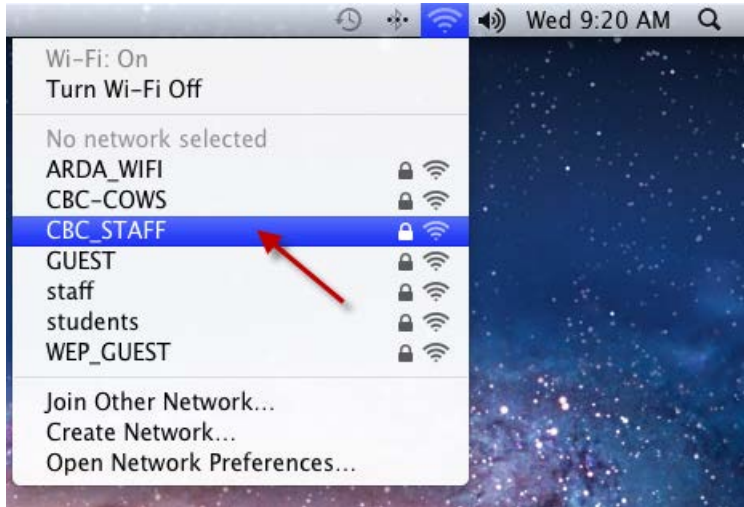 Wed 9:20 AM
Wi-Fi: On
Turn Wi-Fi Off
No network selected
ARDA_WIFI
CBC-COWS
CBC_STAFF
GUEST
staff
students
WEP_GUEST
Join Other Network...
Create Network...
Open Network Preferences...